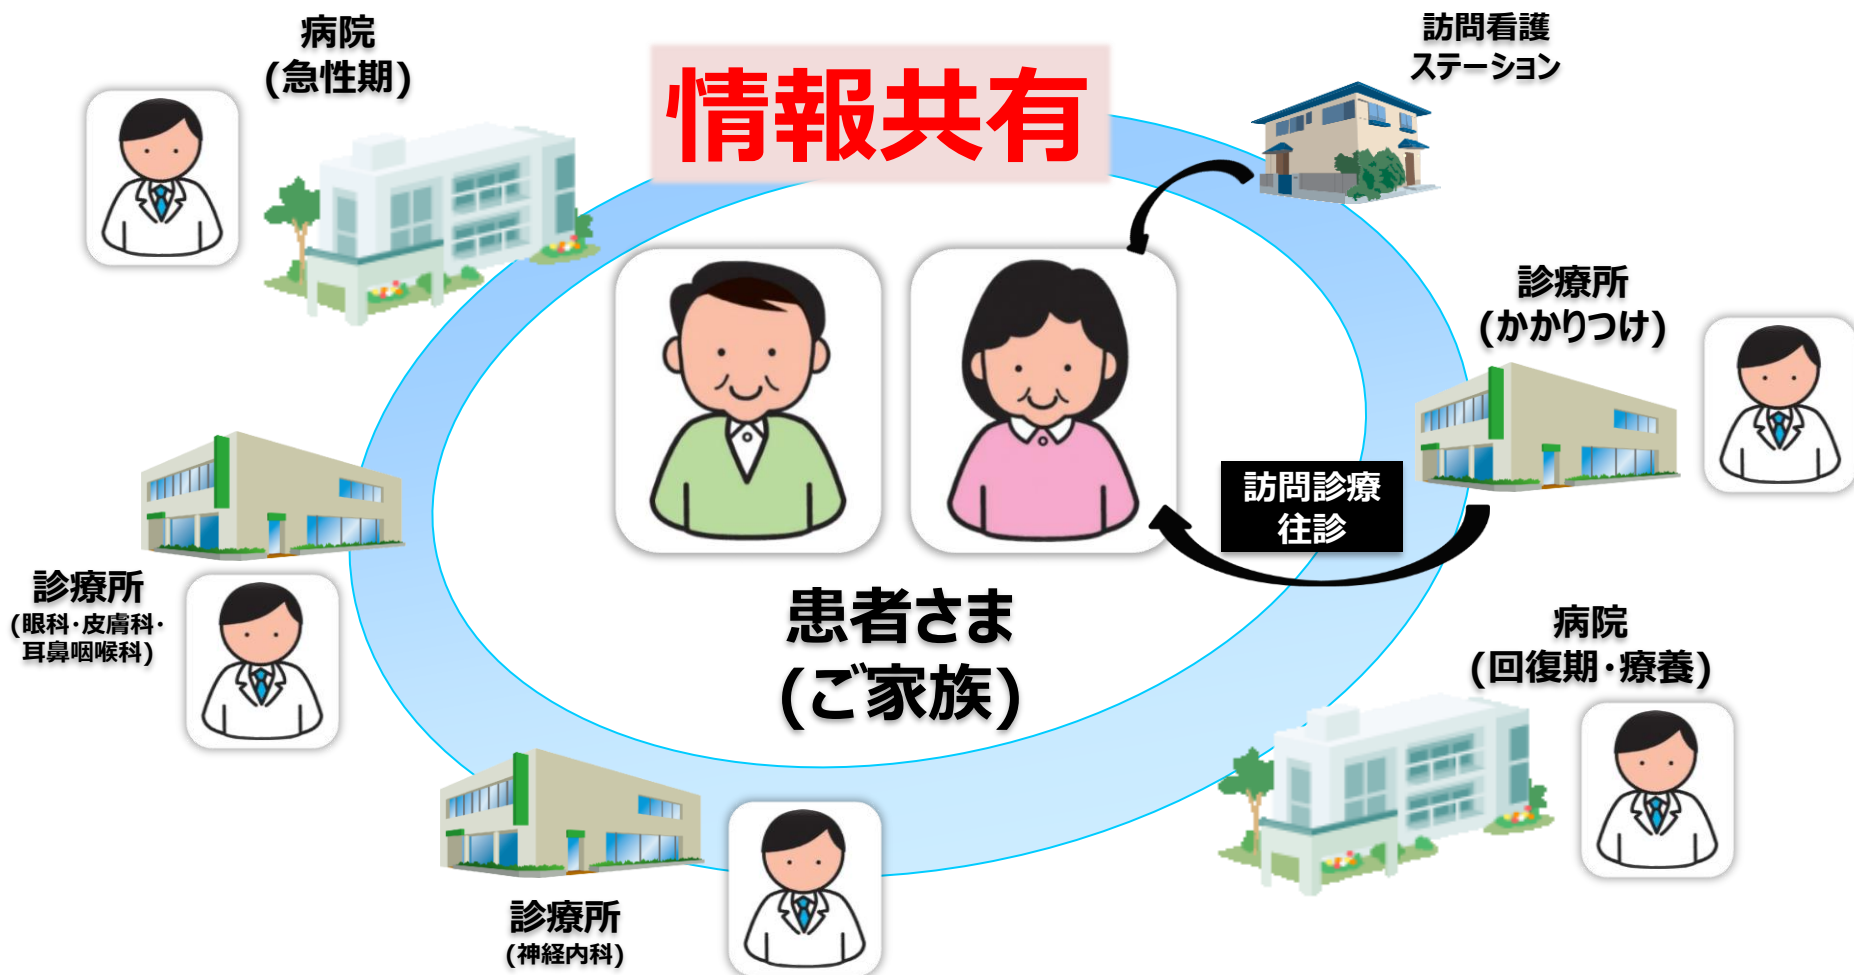 病院
(急性期)
情報共有
訪問看護
ステーション
診療所
(かかりつけ)
訪問診療
往診
診療所
(眼科・皮膚科・
耳鼻咽喉科)
患者さま
(ご家族)
病院
(回復期・療養)
診療所
(神経内科)